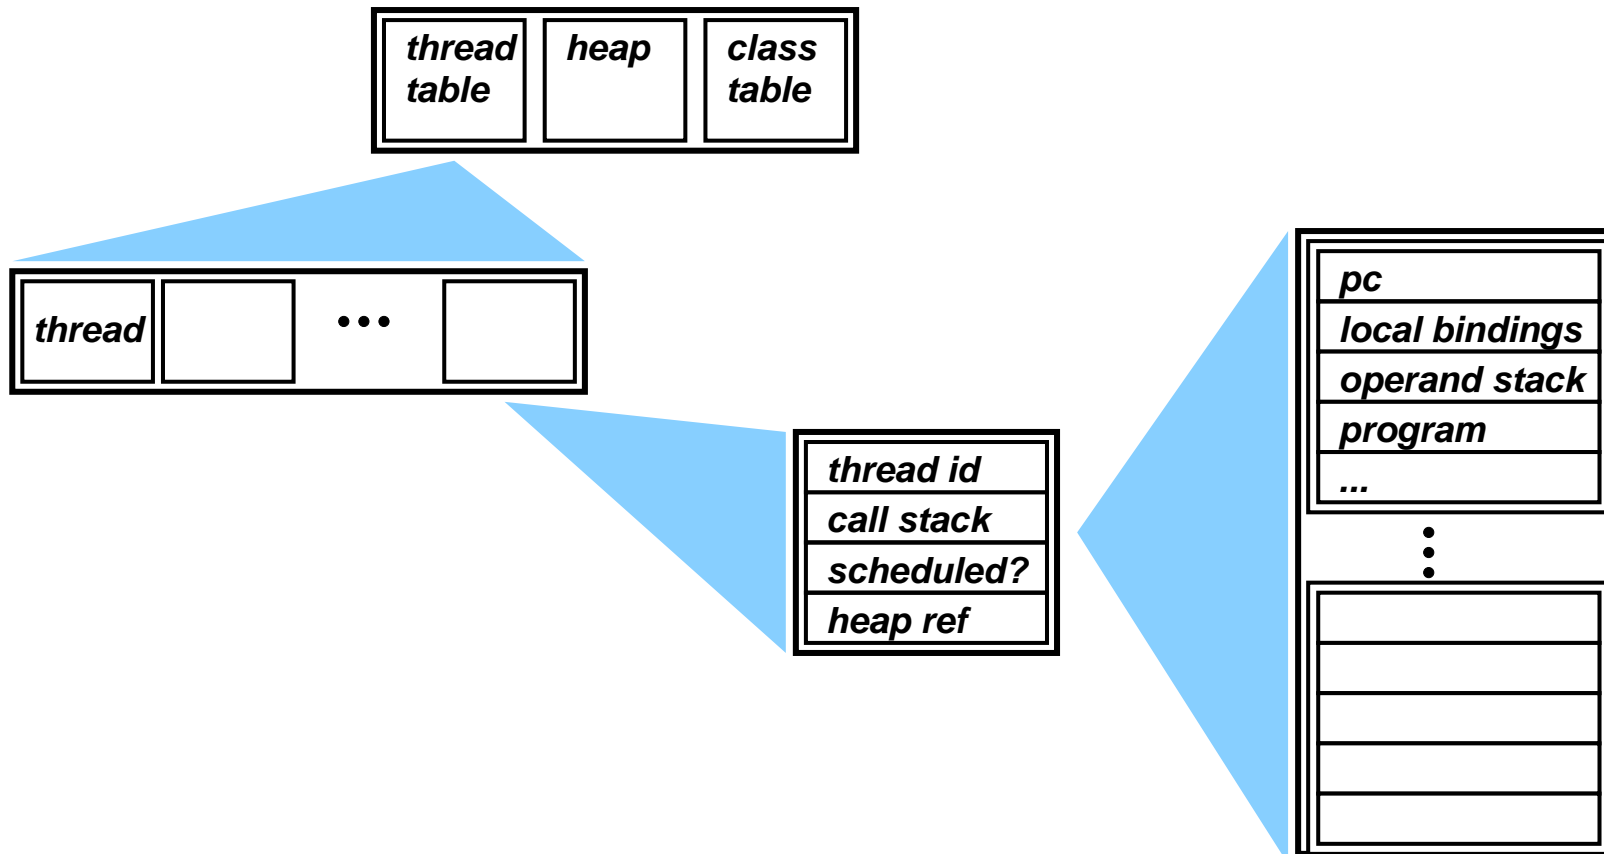 thread
table
heap
class
table
thread
...
thread id
call stack
scheduled?
heap ref
pc
local bindings
operand stack
program
...